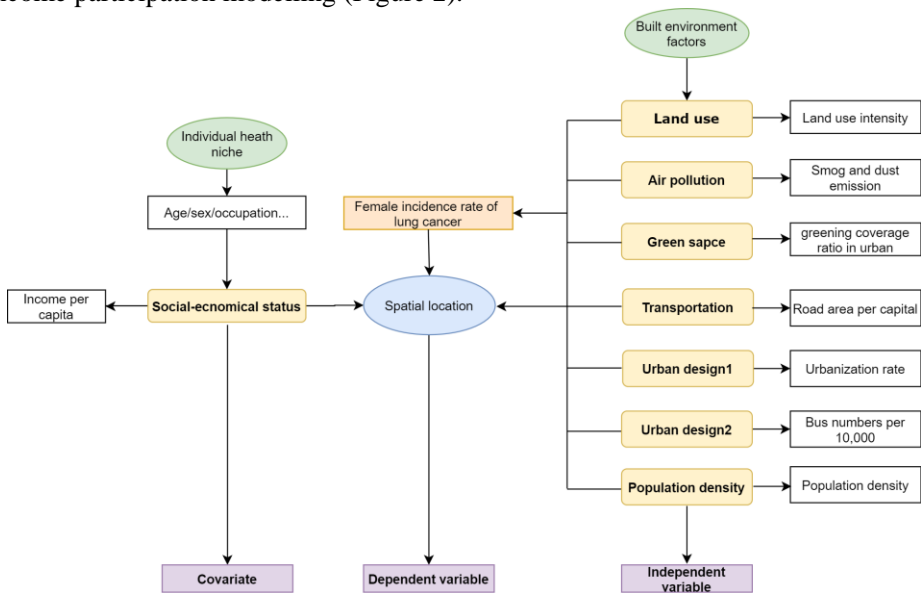 come participation modelling (Figure 2).
Built environment
factors
Individual heath
niche
Age/sex/occupation...
Female incidence rate of
lung cancer
Land use
Land use intensity
Air pollution
Smog and dust
emission
Green sapce
greening coverage
ratio in urban
Income per
capita
Social-ecnomical status
Spatial location
Transportation
Road area per capital
Urban design1
Urbanization rate
Urban design2
Bus numbers per
10,000
Population density
Population density
Covariate
Dependent variable
Independent
variable